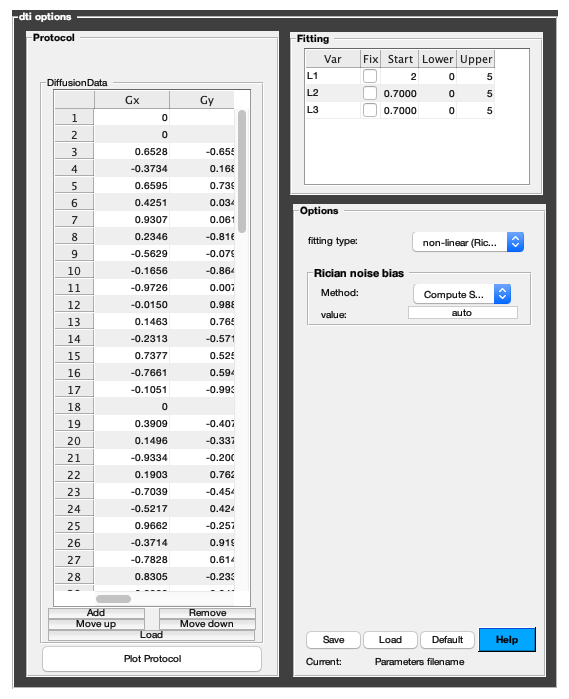 dti options
Protocol
DiffusionData
Gx Gy
1 0
2 0
3 0.6528 -0.655
4 -0.3734 0.168
5 0.6595 0.739
6 0.4251 0.034
7 0.9307 0.061
8 0.2346 -0.816
9 -0.5629 -0.079
10 -0.1656 -0.864
11 -0.9726 0.007
12 -0.0150 0.988
13 0.1463 0.765
14 -0.2313 -0.571
15 0.7377 0.525
16 -0.7661 0.594
17 -0.1051 -0.993
18 0
19 0.3909 -0.407
20 0.1496 -0.337
21 -0.9334 -0.200
22 0.1903 0.762
23 -0.7039 -0.454
24 -0.5217 0.424
25 0.9662 -0.257
26 -0.3714 0.919
27 -0.7828 0.614
28 0.8305 -0.233
Add Remove
Move up Move down
Load
Plot Protocol
Fitting
Var Fix Start Lower Upper
L1 2 0 5
L2 0.7000 0 5
L3 0.7000 0 5
Options
fitting type: non-linear (Ric...
Rician noise bias
Method: Compute S...
value: auto
Save Load Default Help
Current: Parameters filename